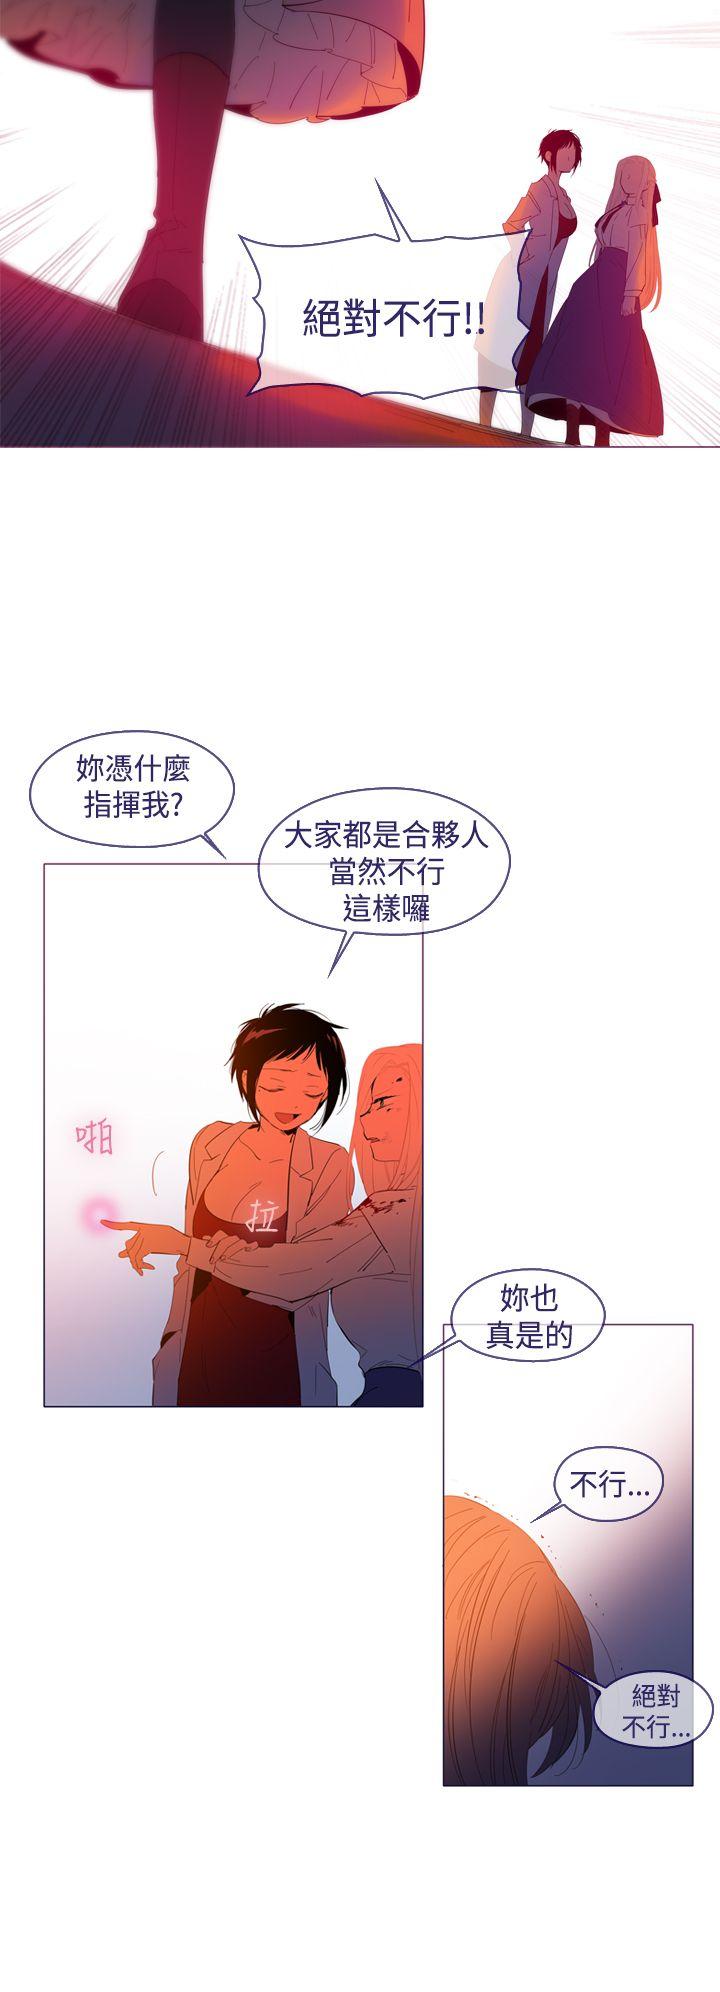 絕對不行!!
妳憑什麼
指揮我?
大家都是合夥人
當然不行
這樣囉
啪
拉
妳也
真是的
不行...
絕對
不行...